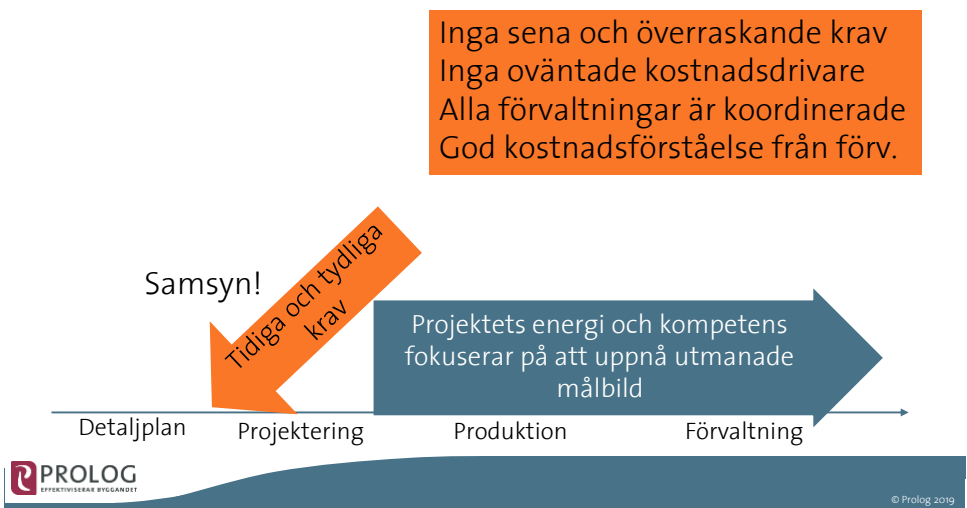 Inga sena och överraskande krav
Inga oväntade kostnadsdrivare
Alla förvaltningar är koordinerade
God kostnadsförståelse från förv.
Samsyn!
Tidiga och tydliga
krav
Projektets energi och kompetens
fokuserar på att uppnå utmanade
målbild
Detaljplan
Projektering
Produktion
Förvaltning
PROLOG
EFFEKTIVISERAR BYGGANDET
© Prolog 2019